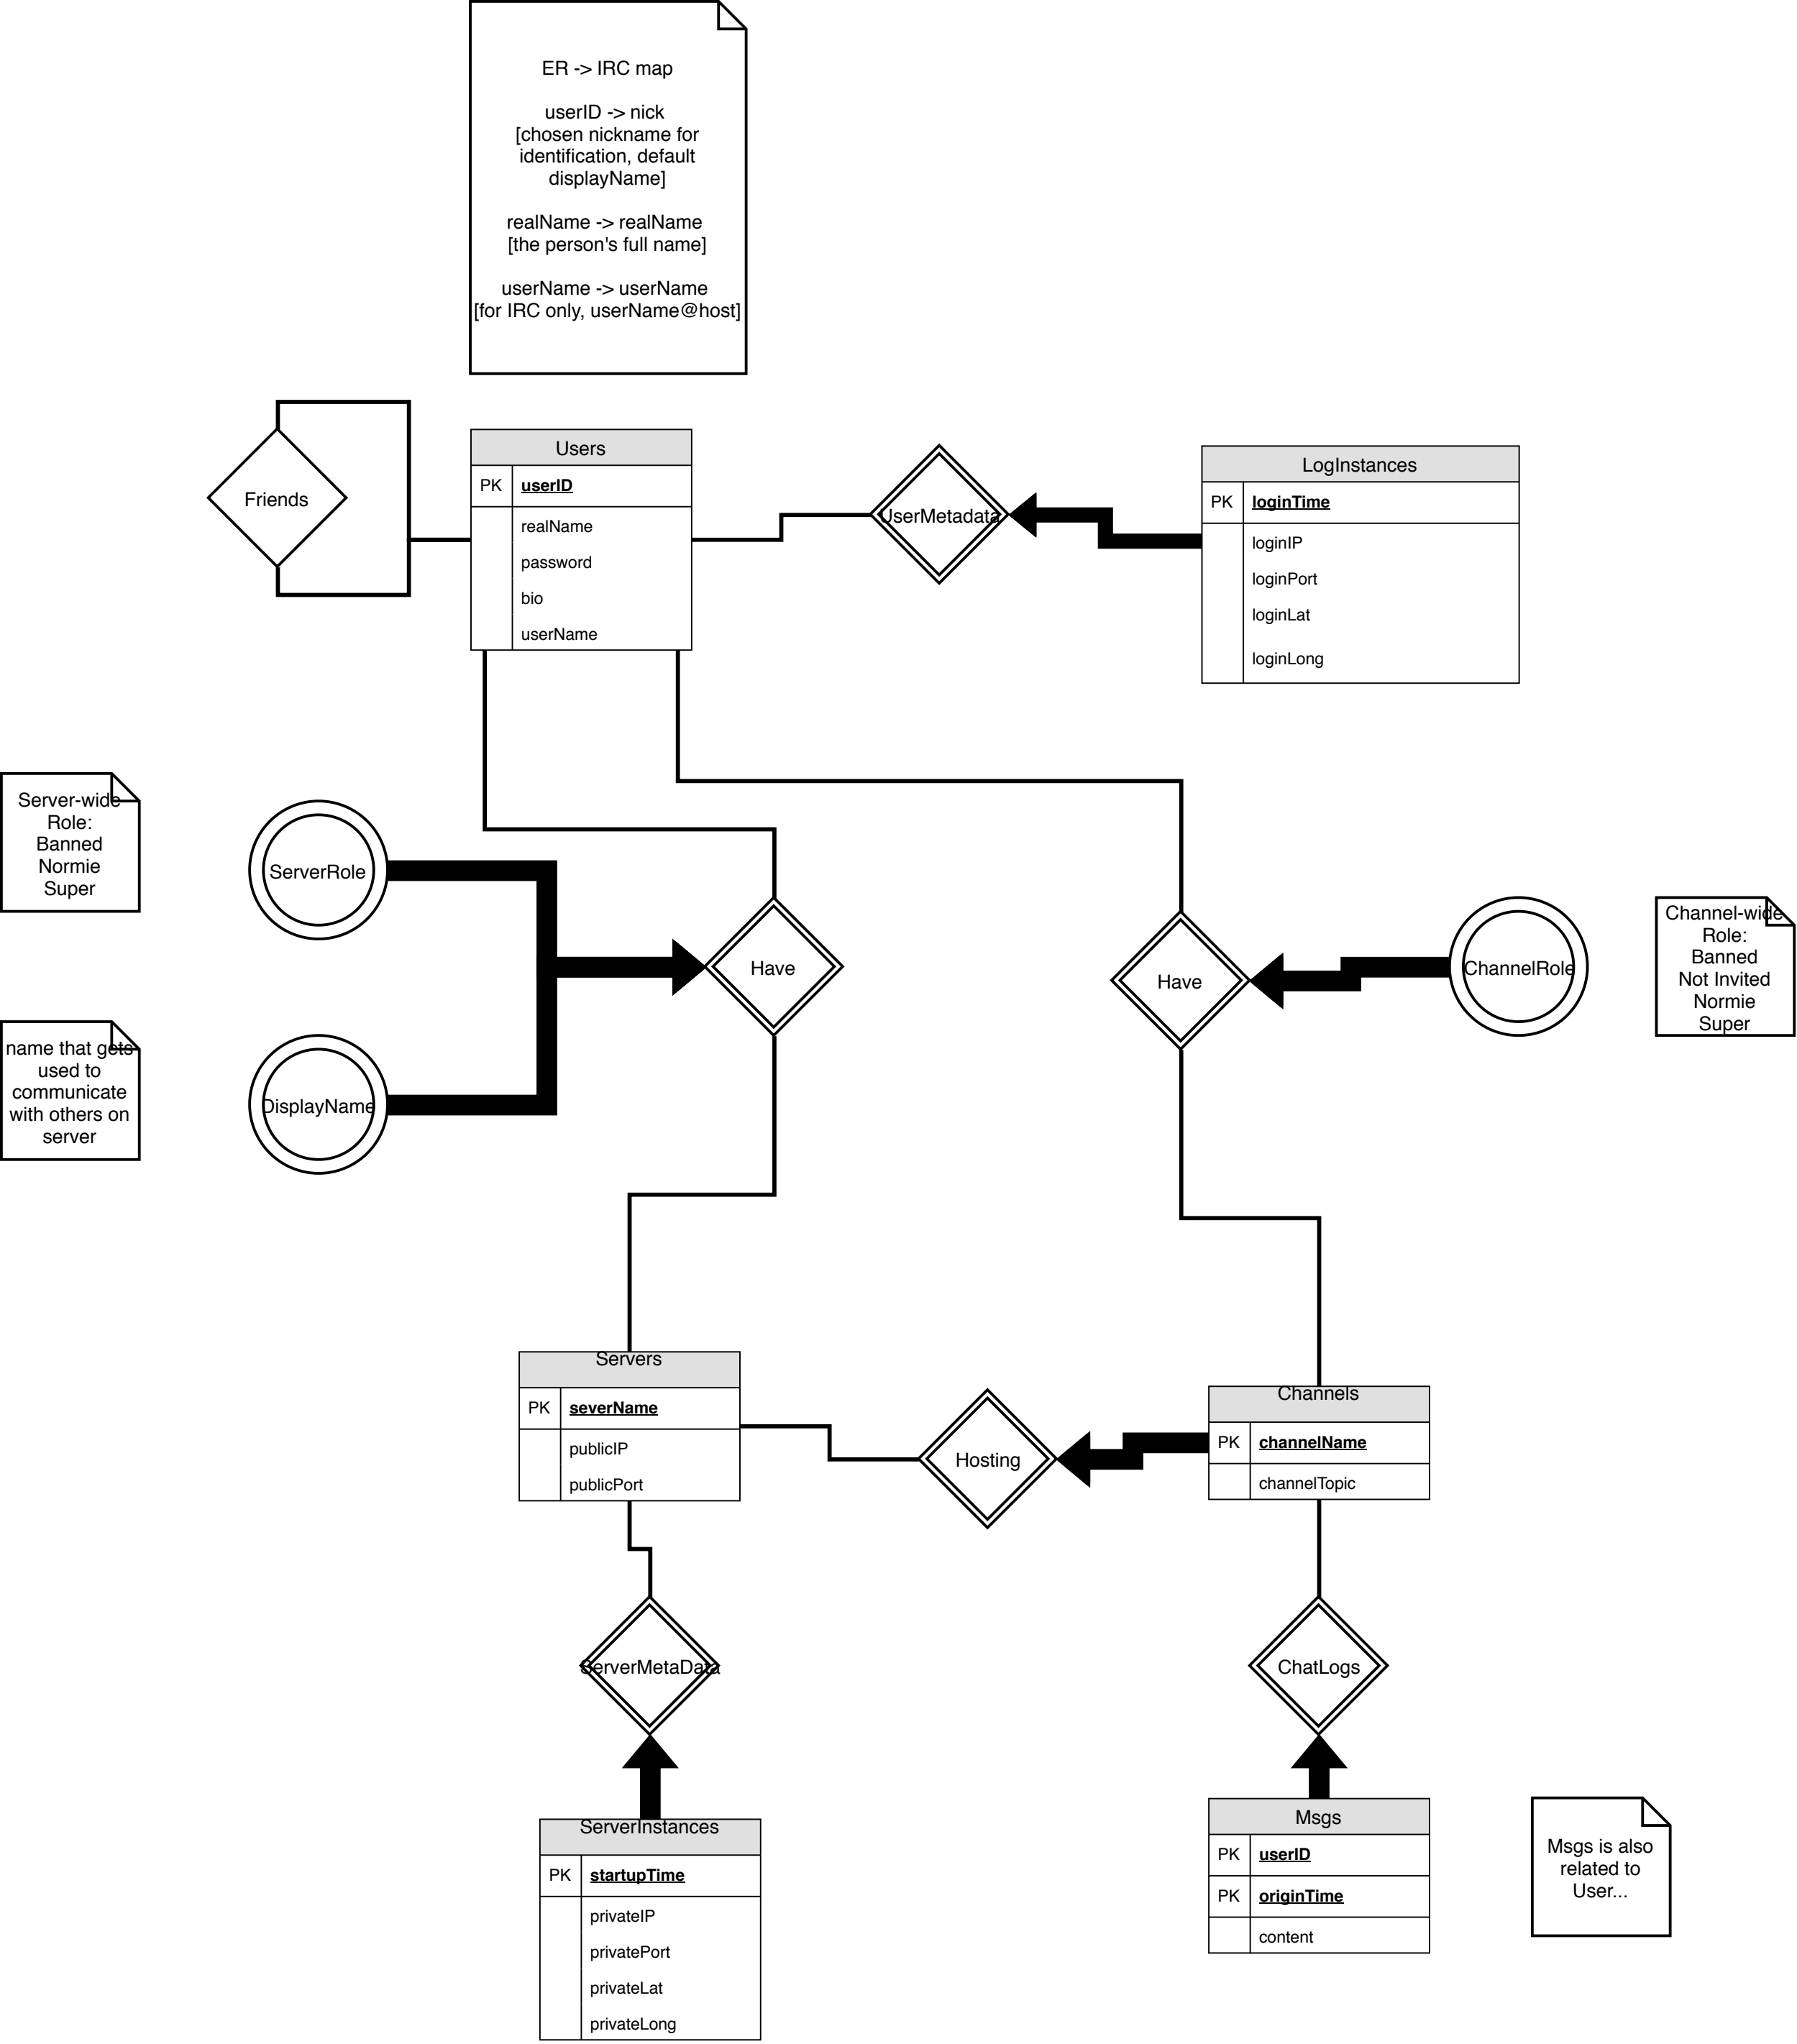 ER -> IRC map
userID -> nick
[chosen nickname for
identification, default
displayName]
realName -> realName
[the person's full name]
userName -> userName
[for IRC only, userName@host]
Friends
Users
PK userID
realName
password
bio
userName
UserMetadata
LogInstances
PK loginTime
loginIP
loginPort
loginLat
loginLong
Server-wide
Role:
Banned
Normie
Super
ServerRole
name that gets
used to
communicate
with others on
server
DisplayName
Have
Have
ChannelRole
Channel-wide
Role:
Banned
Not Invited
Normie
Super
Servers
PK severName
publicIP
publicPort
Hosting
Channels
PK channelName
channelTopic
ServerMetaData
ChatLogs
ServerInstances
PK startupTime
privateIP
privatePort
privateLat
privateLong
Msgs
PK userID
PK originTime
content
Msgs is also
related to
User...